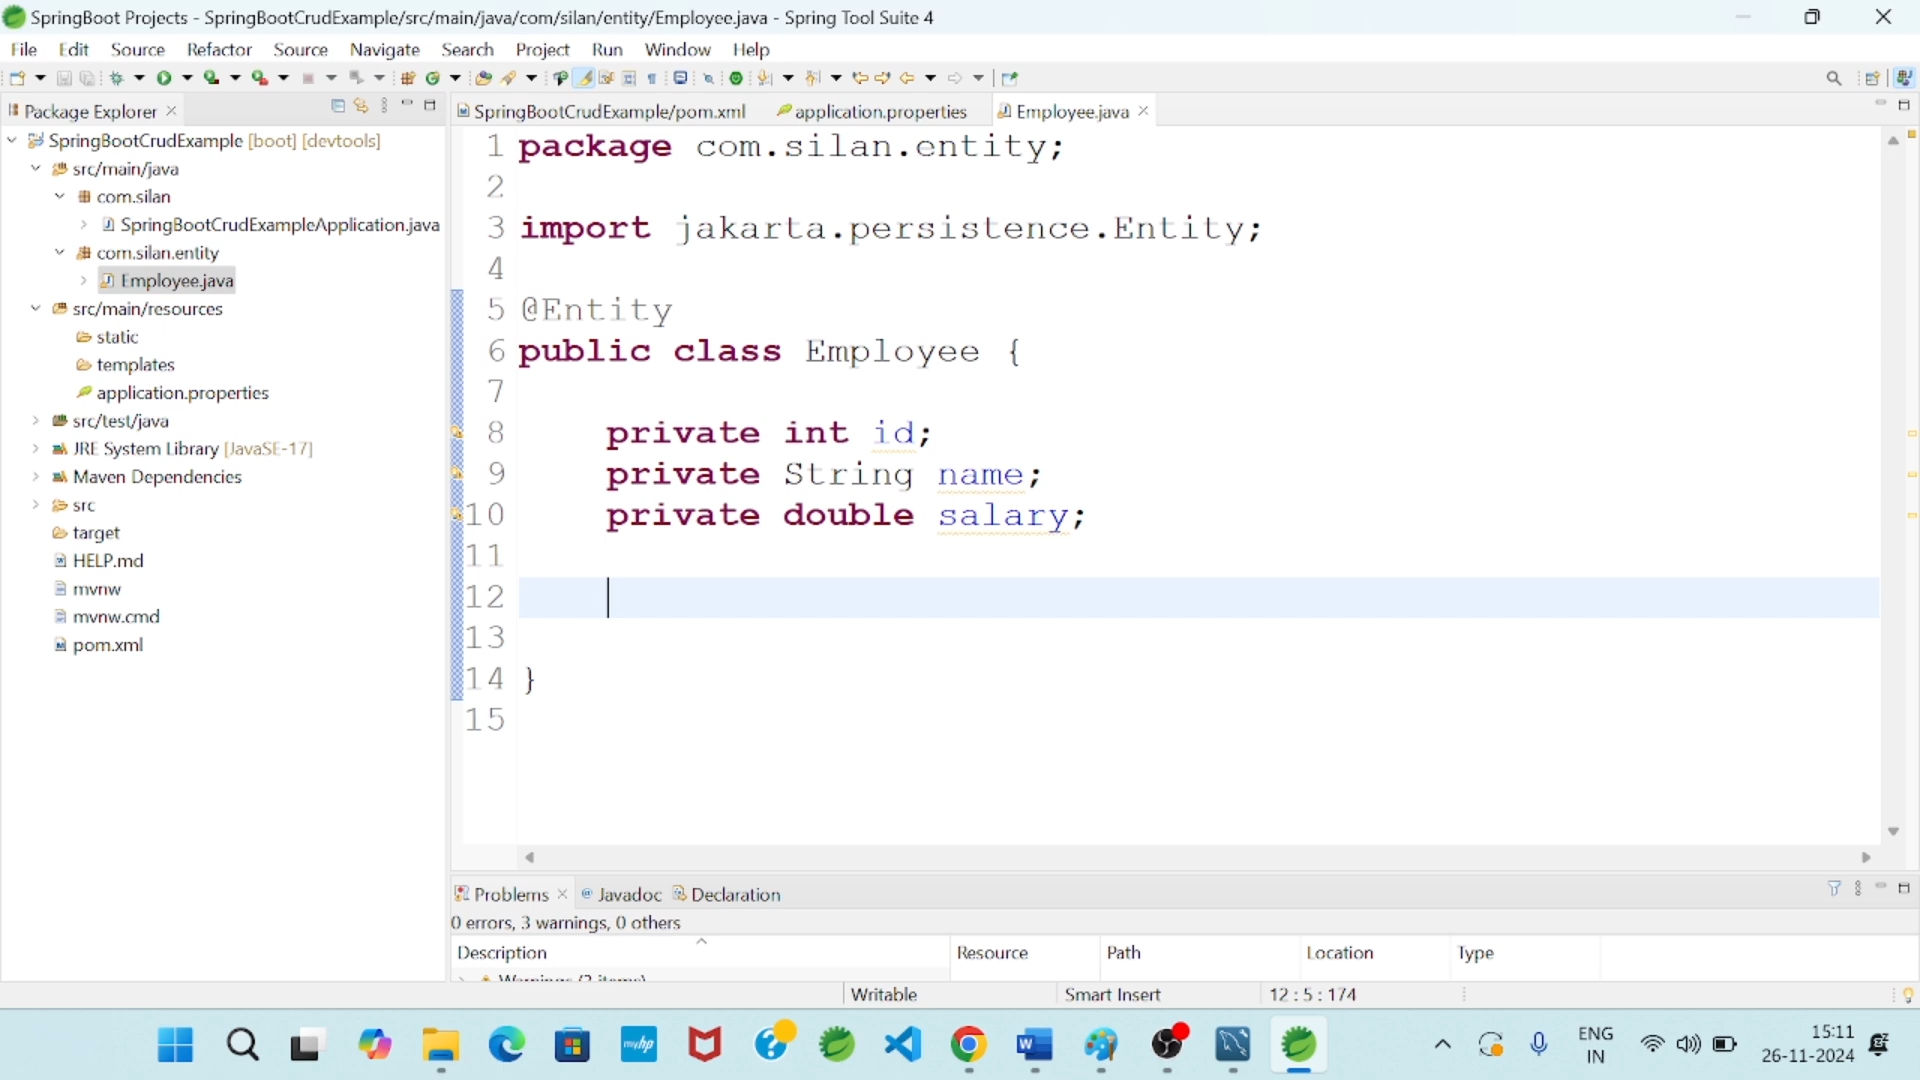 SpringBoot Projects - SpringBootCrudExample/src/main/java/com/silan/entity/Employee.java - Spring Tool Suite 4
File Edit Source Refactor Source Navigate Search Project Run Window Help
Package Explorer
SpringBootCrudExample [boot] [devtools]
src/main/java
com.silan
SpringBootCrudExampleApplication.java
com.silan.entity
Employee.java
src/main/resources
static
templates
application.properties
src/test/java
JRE System Library [JavaSE-17]
Maven Dependencies
src
target
HELP.md
mvnw
mvnw.cmd
pom.xml
SpringBootCrudExample/pom.xml application.properties Employee.java
1 package com.silan.entity;
2
3 import jakarta.persistence.Entity;
4
5 @Entity
6 public class Employee {
7
8 private int id;
9 private String name;
10 private double salary;
11
12
13
14 }
15
Problems Javadoc Declaration
0 errors, 3 warnings, 0 others
Description Resource Path Location Type
Writable Smart Insert 12 : 5 : 174
myhp
ENG
IN
15:11
26-11-2024